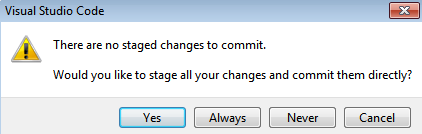 Visual Studio Code
There are no staged changes to commit.
Would you like to stage all your changes and commit them directly?
Yes
Always
Never
Cancel